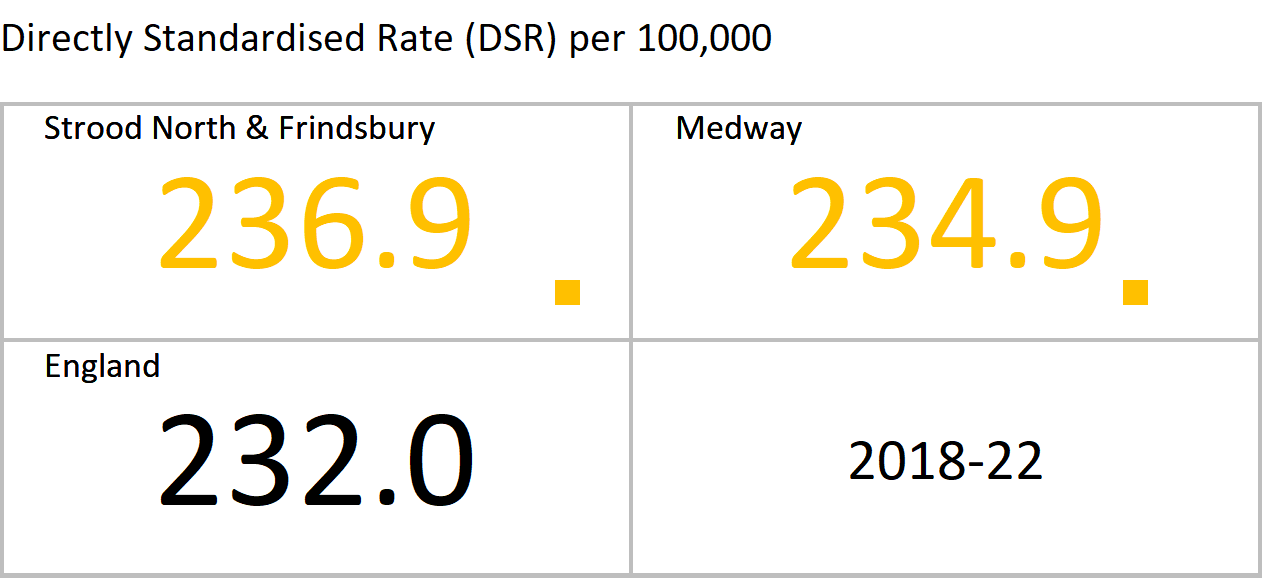 Directly Standardised Rate (DSR) per 100,000
Strood North & Frindsbury
236.9
Medway
234.9
England
232.0
2018-22